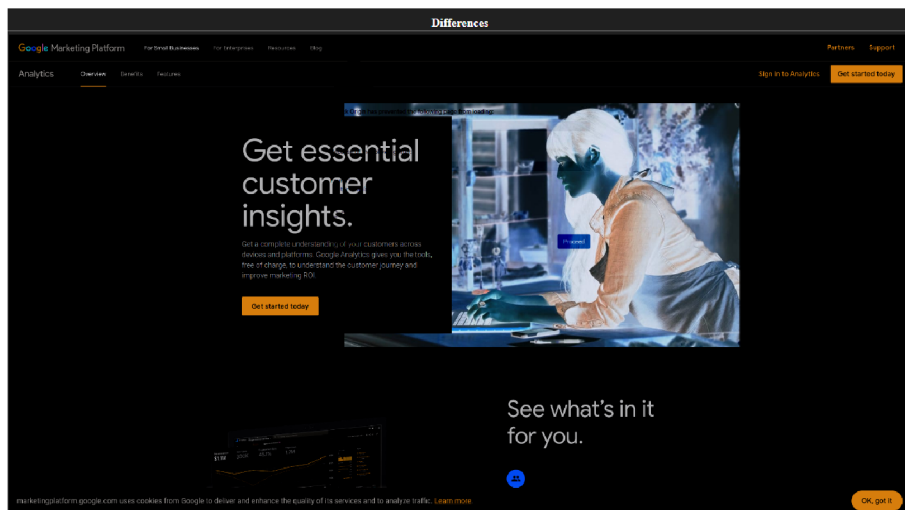 Differences
Google Marketing Platform For Small Businesses For Enterprises Resources Blog Partners Support
Analytics Overview Benefits Features Sign in to Analytics Get started today
Get essential
customer
insights.
Get a complete understanding of your customers across
devices and platforms. Google Analytics gives you the tools,
free of charge, to understand the customer journey and
improve marketing ROI.
Proceed
Get started today
See what's in it
for you.
marketingplatform.google.com uses cookies from Google to deliver and enhance the quality of its services and to analyze traffic. Learn more.
OK, got it